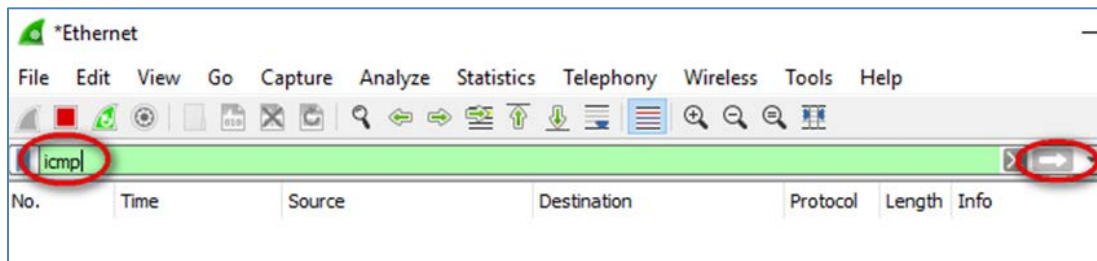 *Ethernet
File Edit View Go Capture Analyze Statistics Telephony Wireless Tools Help
icmp
No. Time Source Destination Protocol Length Info